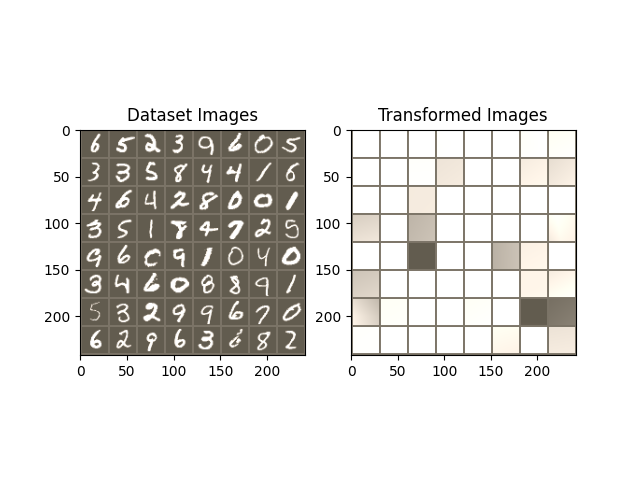 Dataset Images
Transformed Images
6 5 2 3 9 6 0 5
3 3 5 8 4 4 1 6
4 6 4 2 8 0 0 1
3 5 1 8 4 7 2 5
9 6 C 9 1 0 4 0
3 4 6 0 8 8 9 1
5 3 2 9 9 6 7 0
6 2 9 6 3 6 8 2
0
50
100
150
200
0 50 100 150 200
0
50
100
150
200
0 50 100 150 200